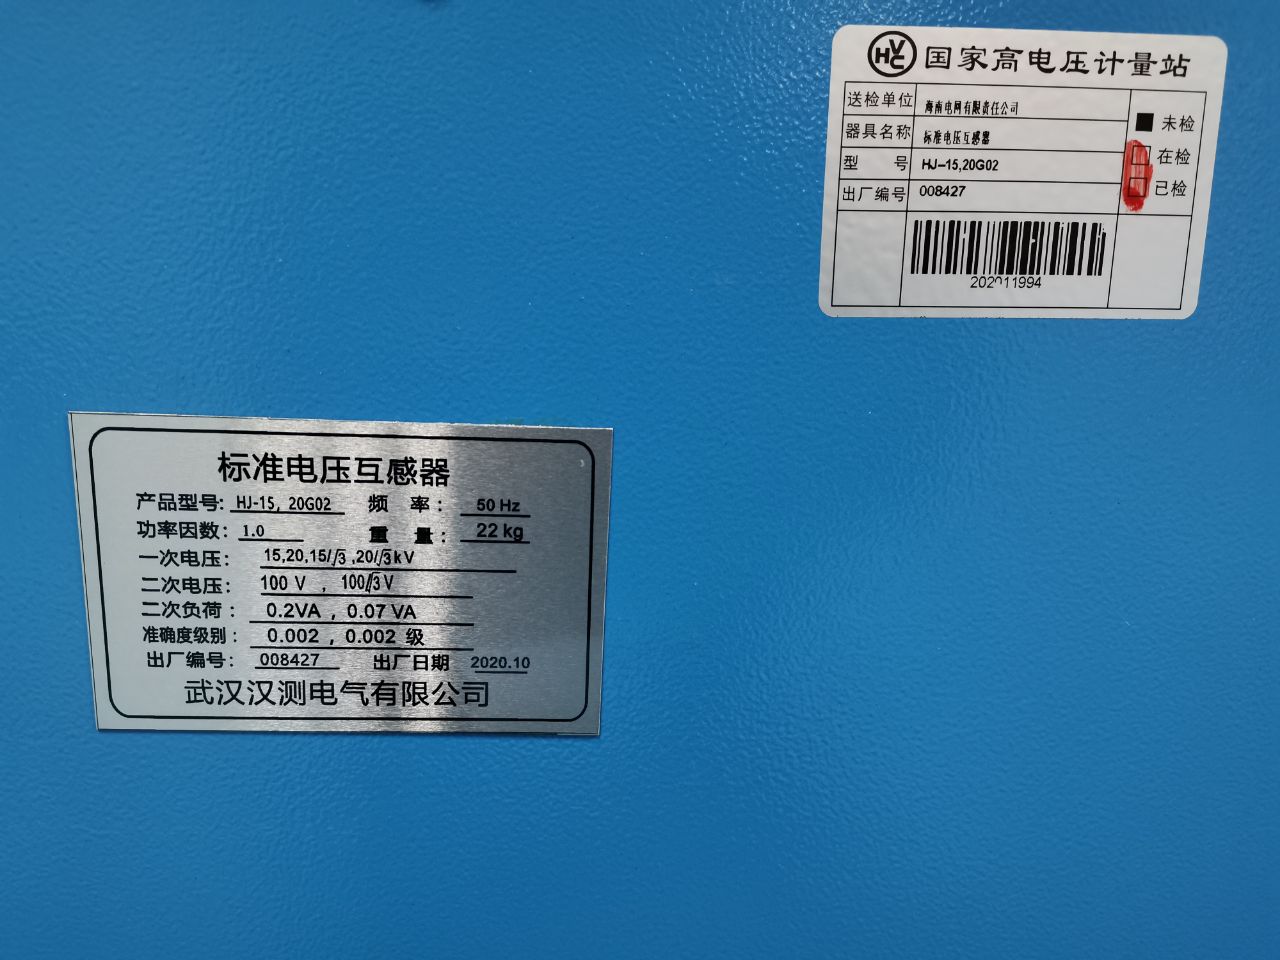 HVC 国家高电压计量站
送检单位 海南电网有限责任公司
器具名称 标准电压互感器
型 号 HJ-15,20G02
出厂编号 008427
■ 未检
□ 在检
□ 已检
标准电压互感器
产品型号: HJ-15, 20G02 频 率: 50 Hz
功率因数: 1.0 重 量: 22 kg
一次电压: 15,20,15/√3,20/√3kV
二次电压: 100 V , 100/√3 V
二次负荷: 0.2VA , 0.07 VA
准确度级别: 0.002 , 0.002 级
出厂编号: 008427 出厂日期 2020.10
武汉汉测电气有限公司